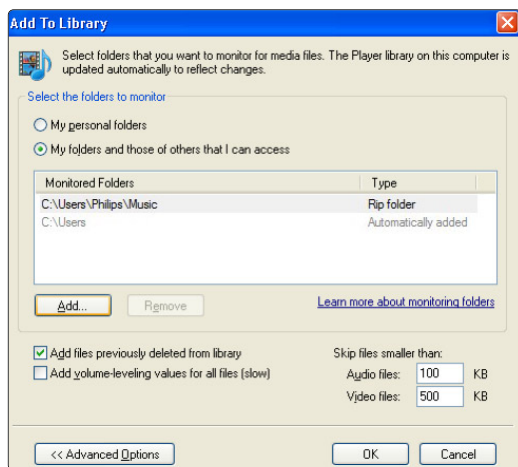 Add To Library
Select folders that you want to monitor for media files. The Player library on this computer is
updated automatically to reflect changes.
Select the folders to monitor
My personal folders
My folders and those of others that I can access
Monitored Folders Type
C:\Users\Philips\Music Rip folder
C:\Users Automatically added
Add... Remove Learn more about monitoring folders
Add files previously deleted from library Skip files smaller than:
Add volume-leveling values for all files (slow) Audio files: 100 KB
Video files: 500 KB
<< Advanced Options OK Cancel